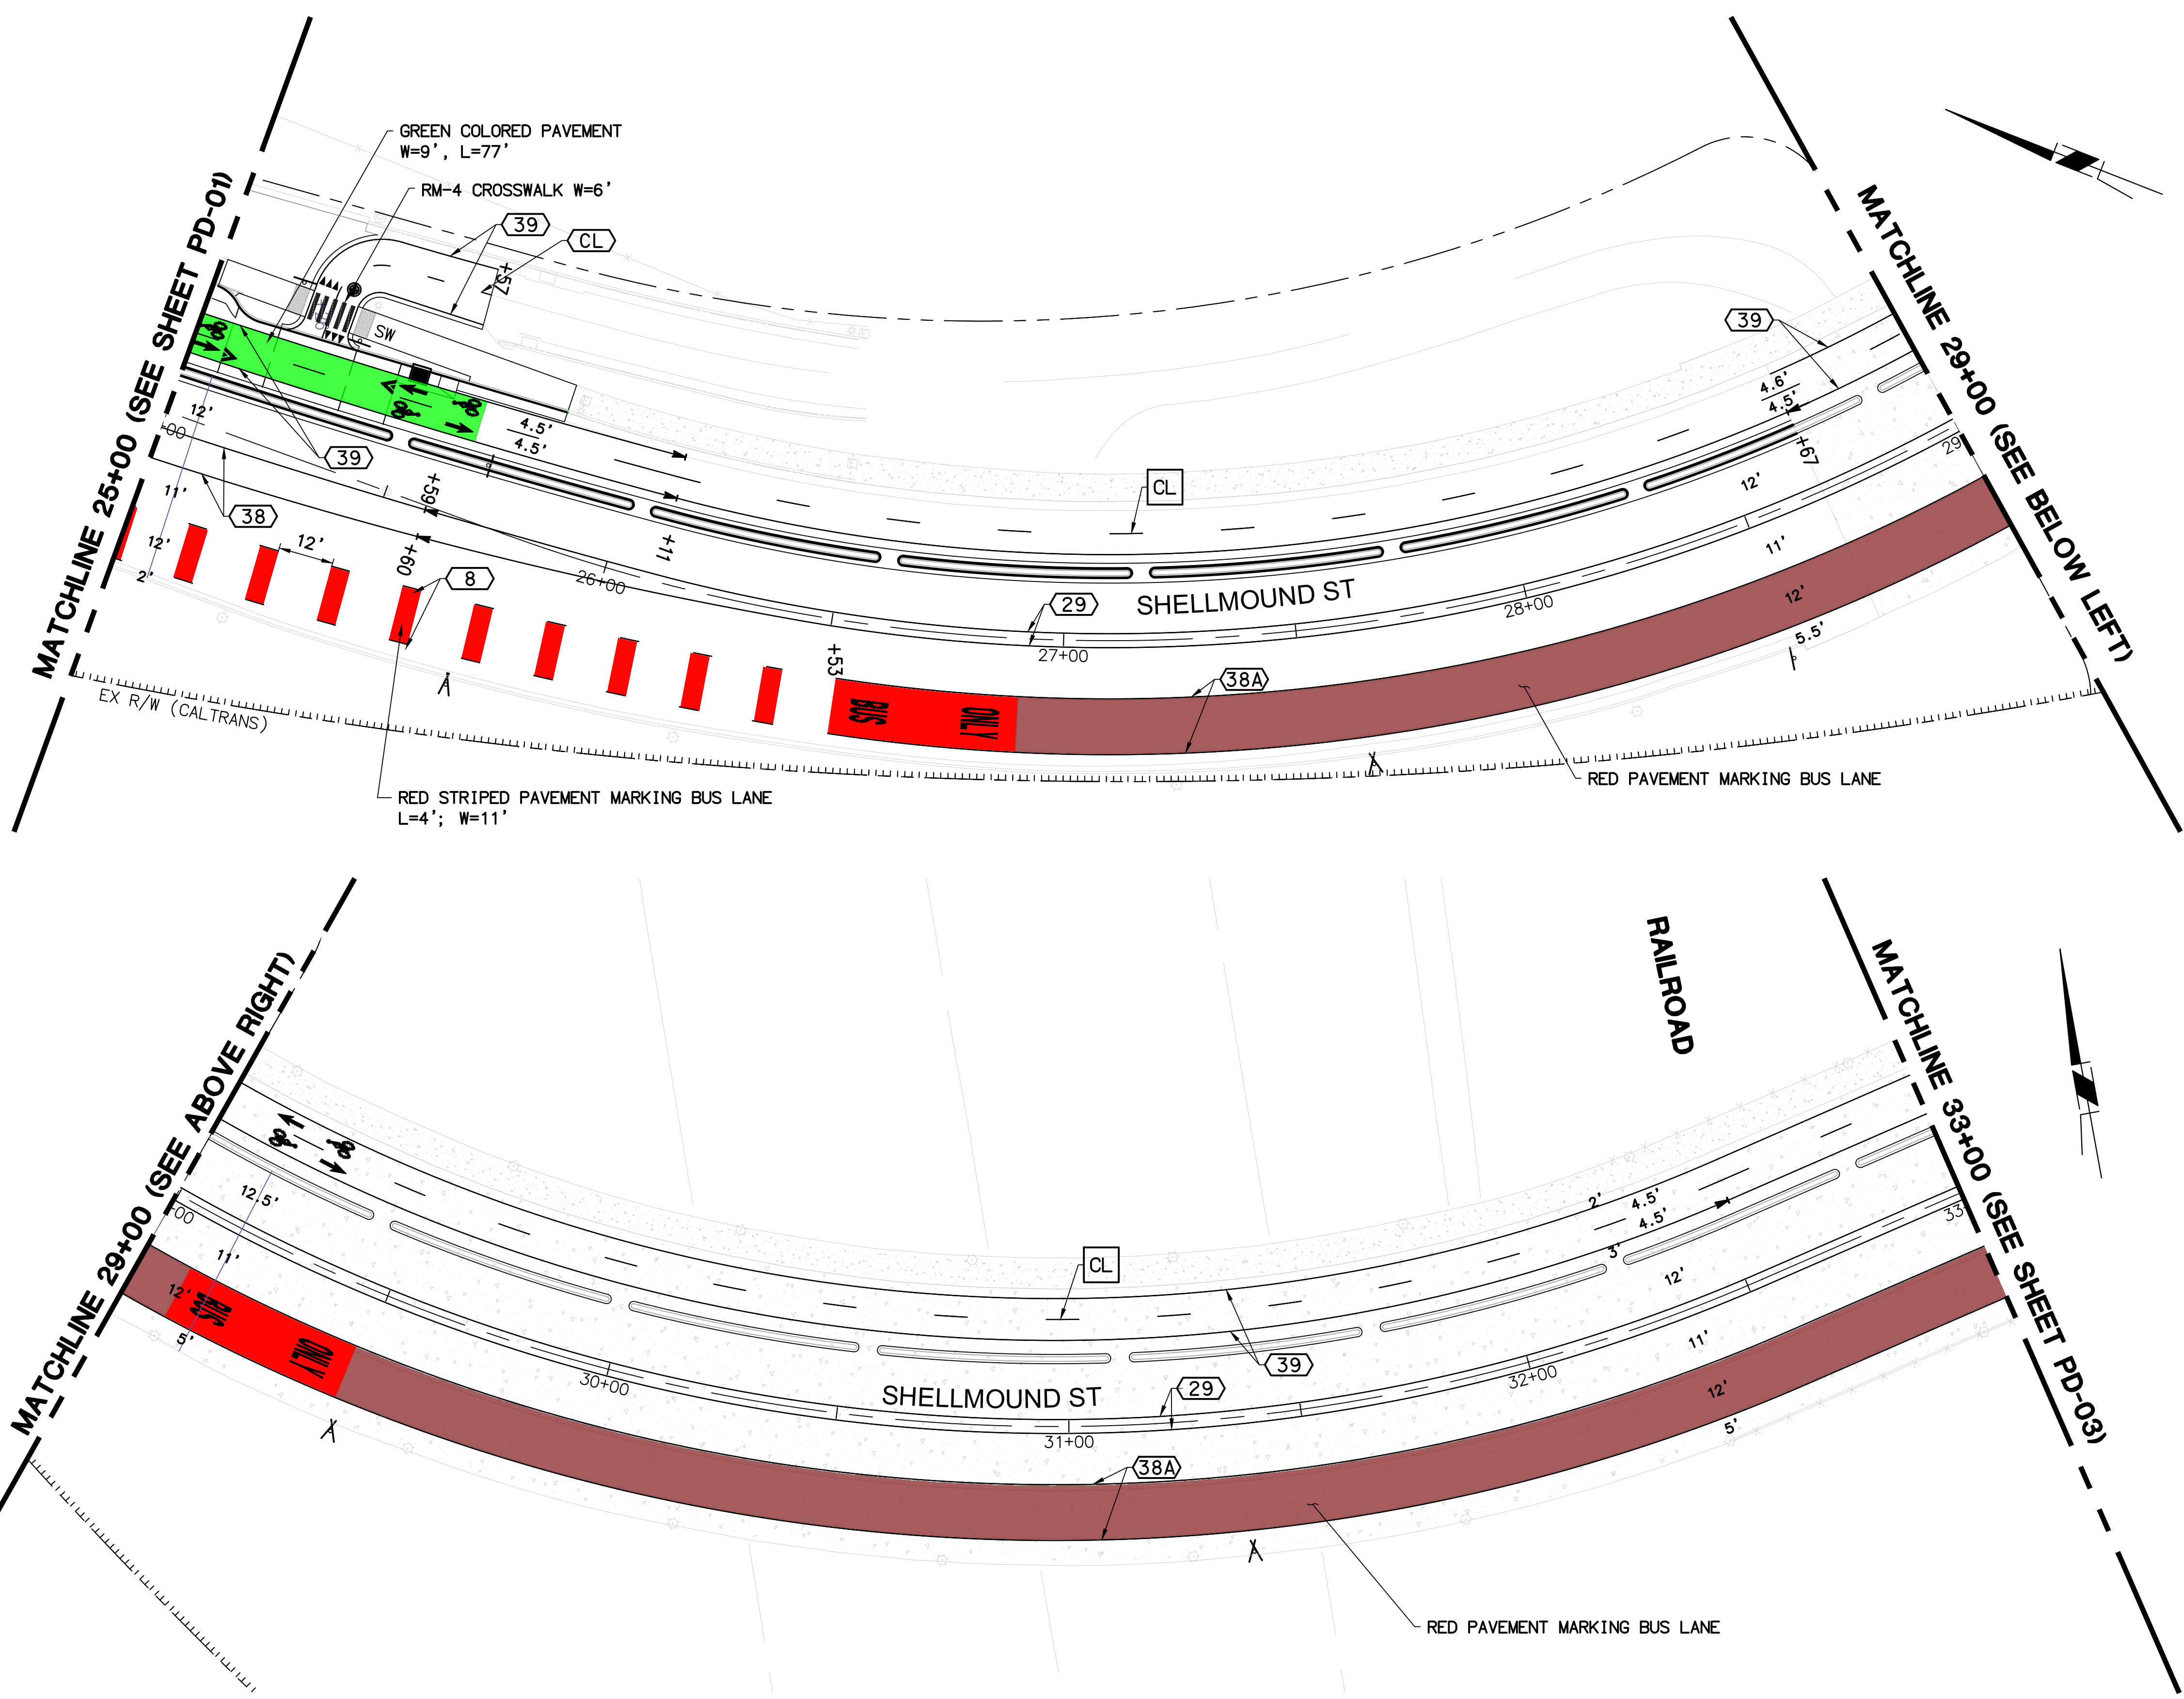 GREEN COLORED PAVEMENT
W=9', L=77'
RM-4 CROSSWALK W=6'
39
CL
+57
MATCHLINE 25+00 (SEE SHEET PD-01)
SW
12'
00
39
4.5'
4.5'
38
11'
12'
2'
12'
+59
+60
8
26+00
+11
EX R/W (CALTRANS)
RED STRIPED PAVEMENT MARKING BUS LANE
L=4'; W=11'
+53
BUS
ONLY
CL
29
27+00
SHELLMOUND ST
38A
28+00
39
4.6'
4.5'
+67
12'
11'
12'
5.5'
29
RED PAVEMENT MARKING BUS LANE
MATCHLINE 29+00 (SEE BELOW LEFT)
MATCHLINE 29+00 (SEE ABOVE RIGHT)
12.5'
00
11'
12'
5'
BUS
ONLY
30+00
SHELLMOUND ST
CL
39
29
31+00
38A
32+00
RAILROAD
2'
4.5'
4.5'
3'
12'
11'
12'
5'
33
RED PAVEMENT MARKING BUS LANE
MATCHLINE 33+00 (SEE SHEET PD-03)